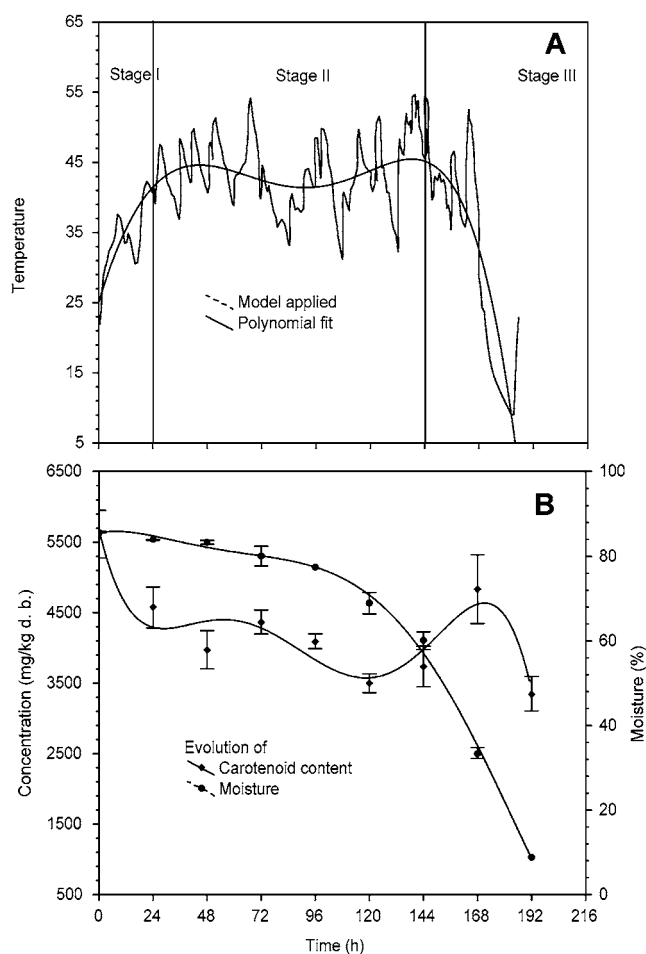 65
A
Stage I
Stage II
Stage III
55
45
35
25
15
5
Temperature
Model applied
Polynomial fit
6500
100
B
5500
80
4500
60
3500
40
2500
20
1500
500
0
Concentration (mg/kg d. b.)
Moisture (%)
Evolution of
Carotenoid content
Moisture
0
24
48
72
96
120
144
168
192
216
Time (h)